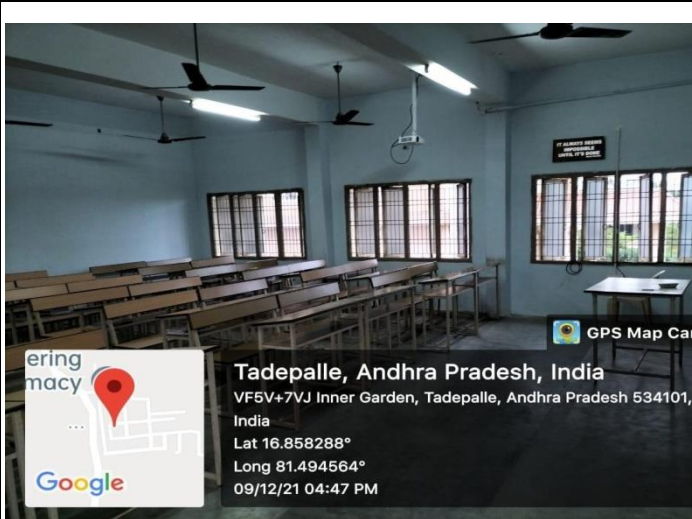 IT ALWAYS SEEMS
IMPOSSIBLE
UNTIL IT'S DONE
GPS Map Ca
ering
macy
Google
Tadepalle, Andhra Pradesh, India
VF5V+7VJ Inner Garden, Tadepalle, Andhra Pradesh 534101,
India
Lat 16.858288°
Long 81.494564°
09/12/21 04:47 PM